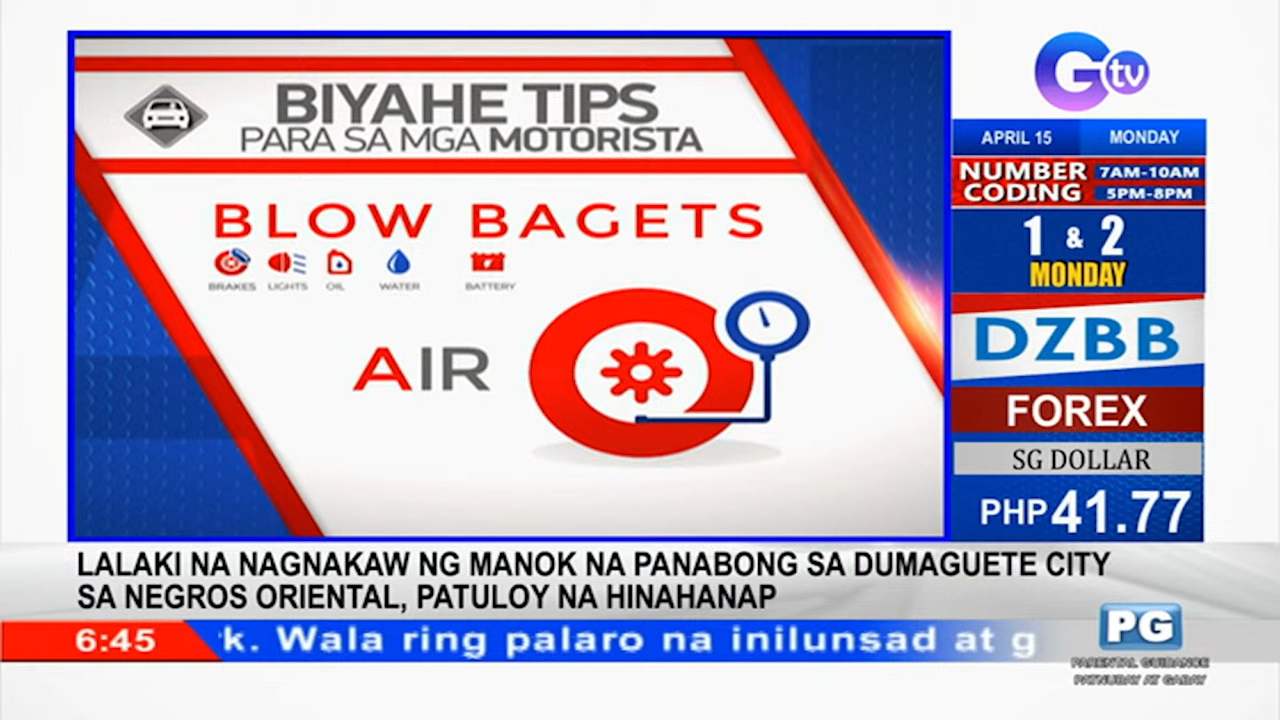 BIYAHE TIPS
PARA SA MGA MOTORISTA
BLOW BAGETS
BRAKES LIGHTS OIL WATER BATTERY
AIR
Gtv
APRIL 15 MONDAY
NUMBER CODING 7AM-10AM 5PM-8PM
1 & 2
MONDAY
DZBB
FOREX
SG DOLLAR
PHP 41.77
LALAKI NA NAGNAKAW NG MANOK NA PANABONG SA DUMAGUETE CITY
SA NEGROS ORIENTAL, PATULOY NA HINAHANAP
6:45 k. Wala ring palaro na inilunsad at g
PG
PARENTAL GUIDANCE
PATNUBAY AT GABAY